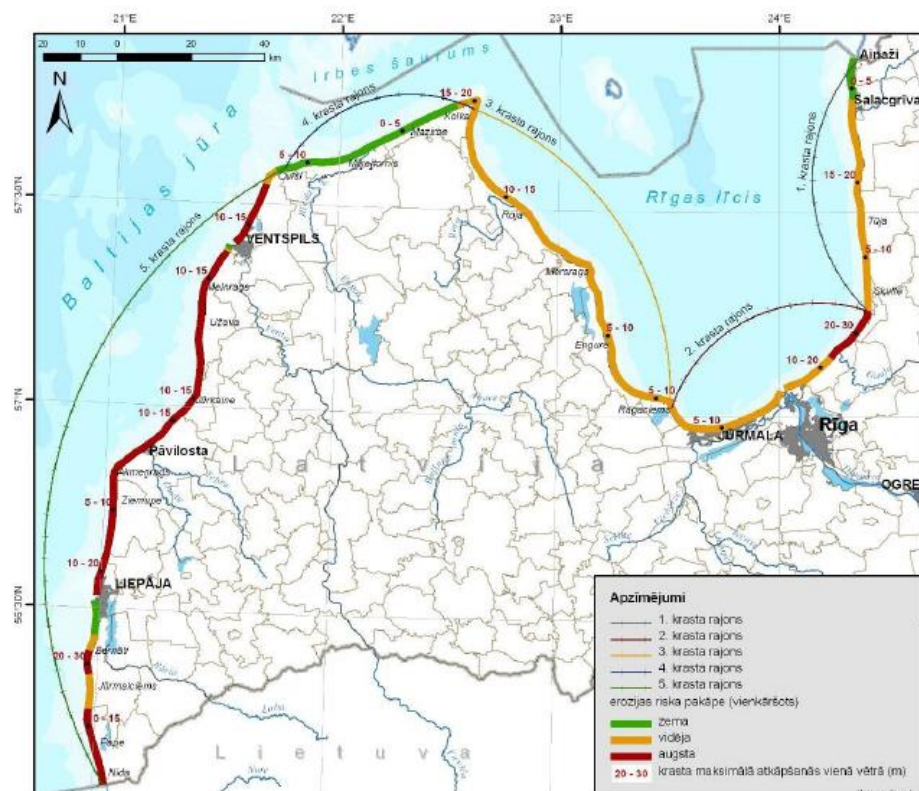 21°E 22°E 23°E 24°E
20 10 0 20 40
km
N
Irbes šaurums
Ainaži
0-5
Salacgrīva
15-20
Kolka
3. krasta rajons
4. krasta rajons
0-5
Mazirbe
5-10
Miķeļtornis
Oviši
Baltijas jūra
57°30'N
10-15
Roja
Rīgas līcis
1. krasta rajons
15-20
Tūja
5. krasta rajons
10-15
VENTSPILS
10-15
Melnrags
Mērsrags
5-10
Skulte
Užava
Engure
5-10
2. krasta rajons
20-30
10-20
57°N
10-15
Jūrkalne
10-15
5-10
Ragaciems
5-10
JŪRMALA
Rīga
Pāvilosta
Latvija
OGRE
Akmeņrags
5-10
Ziemupe
10-20
LIEPĀJA
56°30'N
20-30
Bernāti
Jūrmalciems
Pape
Nida
Lietuva
Apzīmējumi
1. krasta rajons
2. krasta rajons
3. krasta rajons
4. krasta rajons
5. krasta rajons
erozijas riska pakāpe (vienkāršots)
zema
vidēja
augsta
20 - 30 krasta maksimālā atkāpšanās vienā vētrā (m)